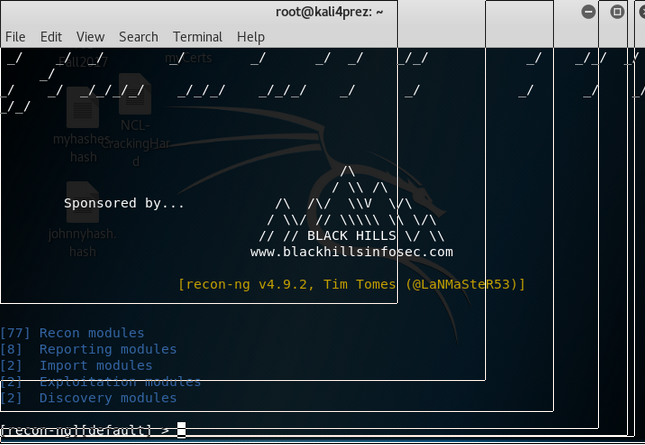 root@kali4prez: ~
File Edit View Search Terminal Help
Fall2017
myCerts
myhashes.hash
NCL-CrackingHard
johnnyhash.hash
Sponsored by...
BLACK HILLS
www.blackhillsinfosec.com
[recon-ng v4.9.2, Tim Tomes (@LaNMaSteR53)]
[77] Recon modules
[8] Reporting modules
[2] Import modules
[2] Exploitation modules
[2] Discovery modules
[recon-ng][default] >